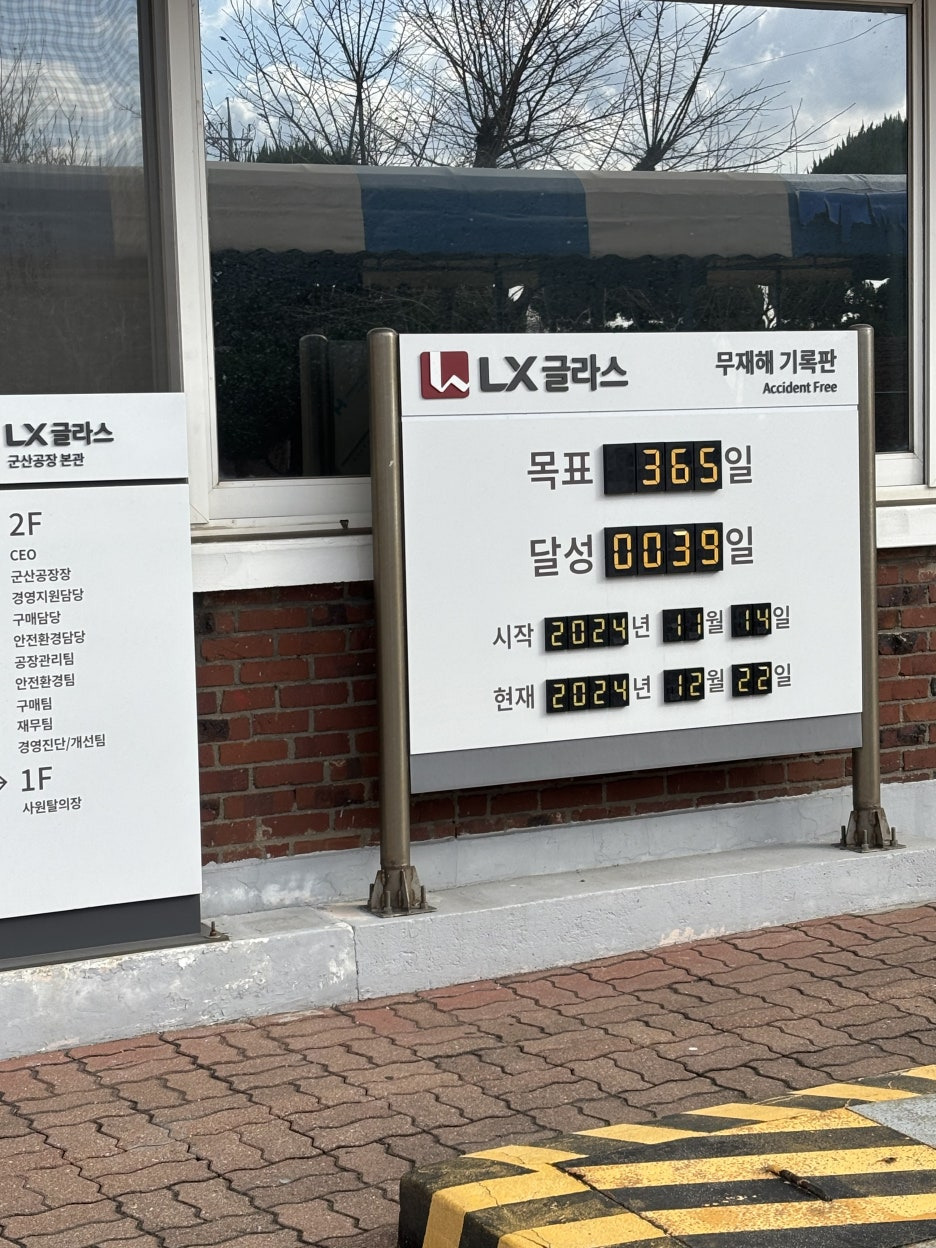 LX글라스
군산공장 본관
2F
CEO
군산공장장
경영지원담당
구매담당
안전환경담당
공장관리팀
안전환경팀
구매팀
재무팀
경영진단/개선팀
1F
사원탈의장
LX글라스
무재해 기록판
Accident Free
목표 365일
달성 0039일
시작 2024년 11월 14일
현재 2024년 12월 22일